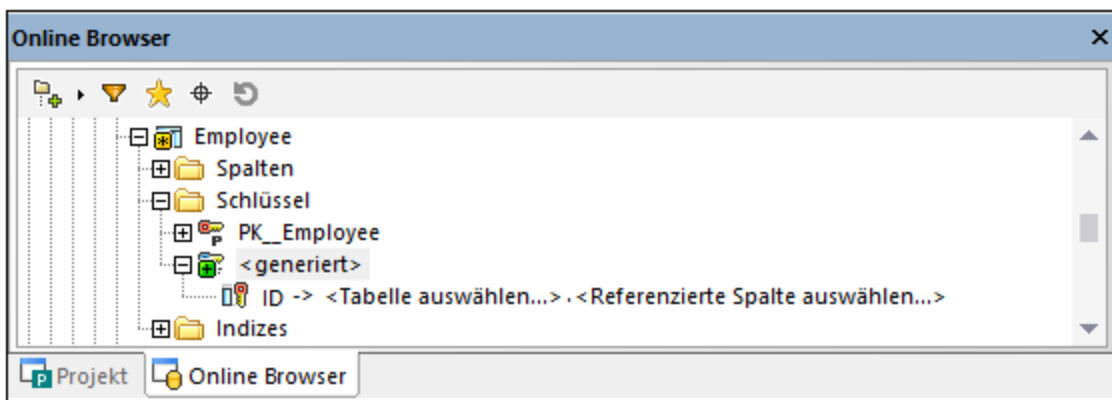 Online Browser
Employee
Spalten
Schlüssel
PK__Employee
<generiert>
ID -> <Tabelle auswählen...>.<Referenzierte Spalte auswählen...>
Indizes
Projekt Online Browser